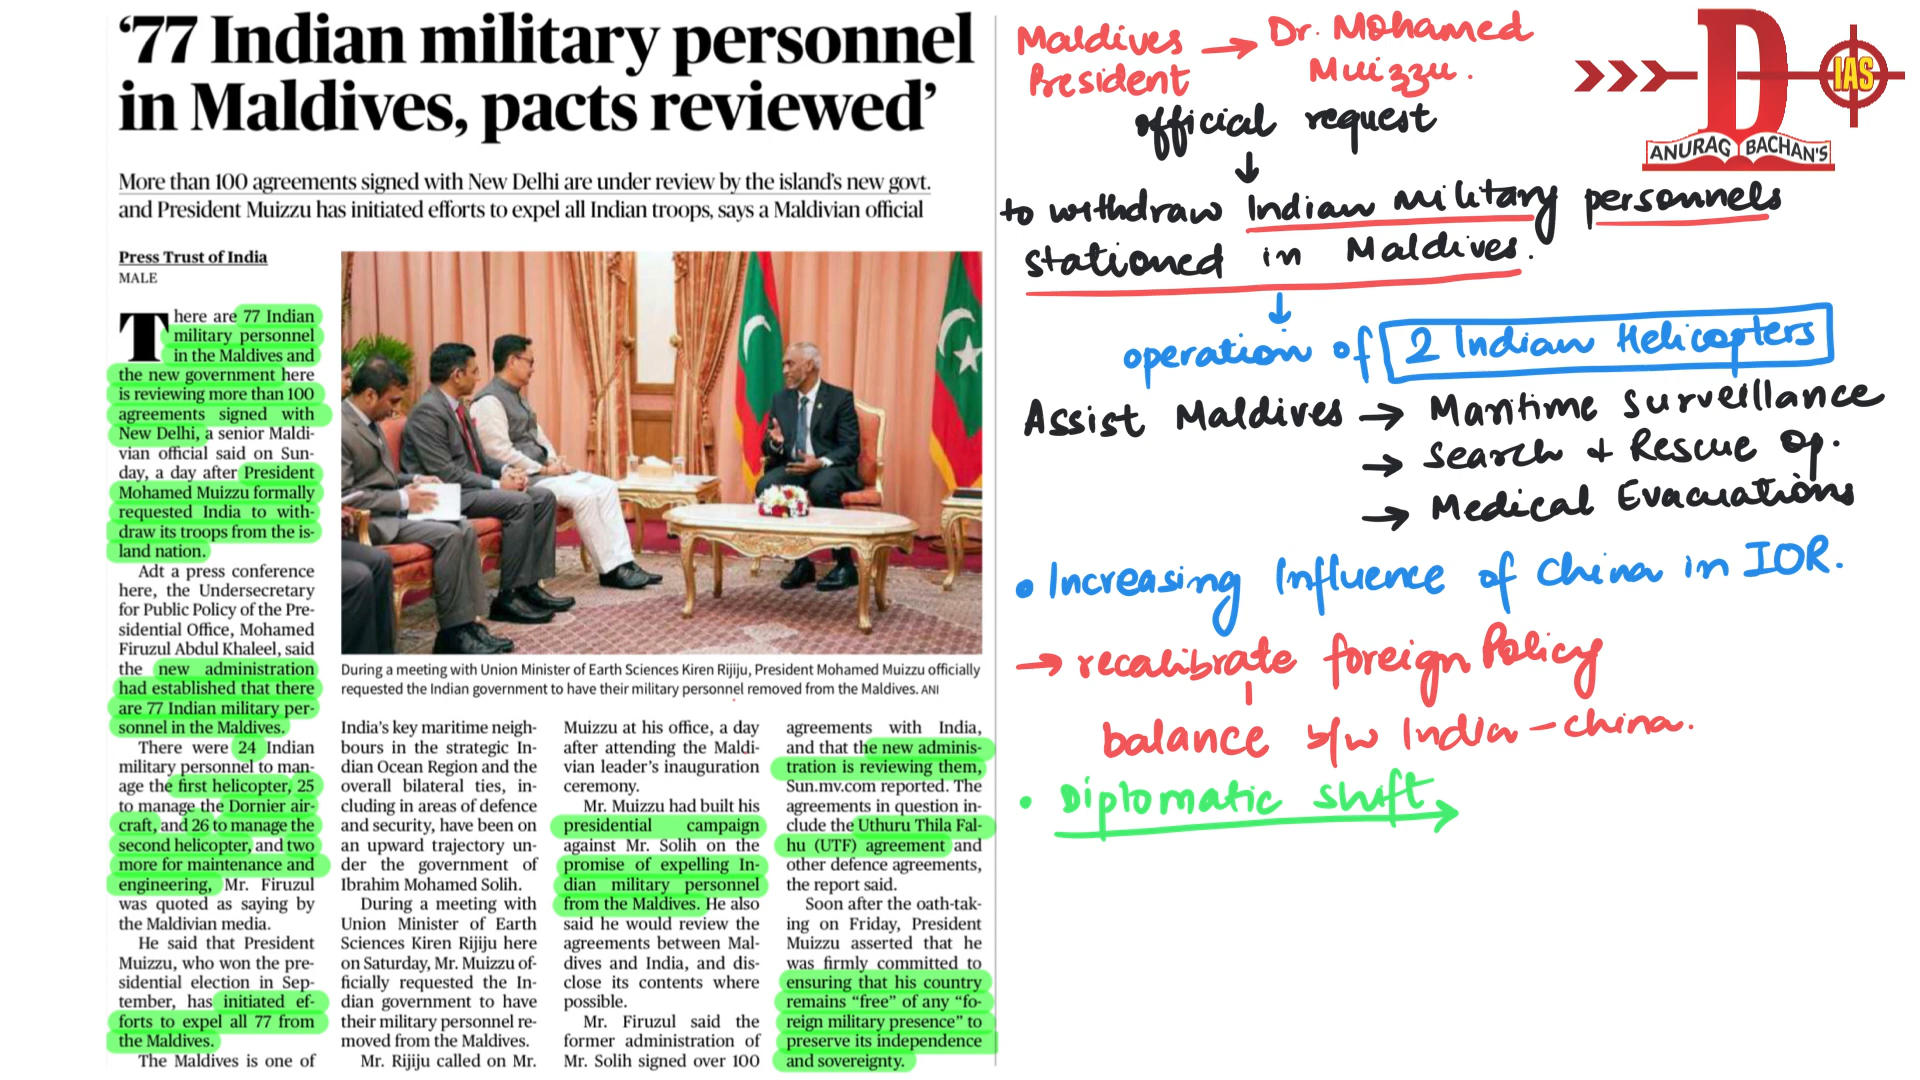 ‘77 Indian military personnel
in Maldives, pacts reviewed’
More than 100 agreements signed with New Delhi are under review by the island's new govt.
and President Muizzu has initiated efforts to expel all Indian troops, says a Maldivian official
Press Trust of India
MALE
There are 77 Indian
military personnel
in the Maldives and
the new government here
is reviewing more than 100
agreements signed with
New Delhi, a senior Maldi-
vian official said on Sun-
day, a day after President
Mohamed Muizzu formally
requested India to with-
draw its troops from the is-
land nation.
Adt a press conference
here, the Undersecretary
for Public Policy of the Pre-
sidential Office, Mohamed
Firuzul Abdul Khaleel, said
the new administration
had established that there
are 77 Indian military per-
sonnel in the Maldives.
There were 24 Indian
military personnel to man-
age the first helicopter, 25
to manage the Dornier air-
craft, and 26 to manage the
second helicopter, and two
more for maintenance and
engineering, Mr. Firuzul
was quoted as saying by
the Maldivian media.
He said that President
Muizzu, who won the pre-
sidential election in Sep-
tember, has initiated ef-
forts to expel all 77 from
the Maldives.
The Maldives is one of
During a meeting with Union Minister of Earth Sciences Kiren Rijiju, President Mohamed Muizzu officially
requested the Indian government to have their military personnel removed from the Maldives. ANI
India's key maritime neigh-
bours in the strategic In-
dian Ocean Region and the
overall bilateral ties, in-
cluding in areas of defence
and security, have been on
an upward trajectory un-
der the government of
Ibrahim Mohamed Solih.
During a meeting with
Union Minister of Earth
Sciences Kiren Rijiju here
on Saturday, Mr. Muizzu of-
ficially requested the In-
dian government to have
their military personnel re-
moved from the Maldives.
Mr. Rijiju called on Mr.
Muizzu at his office, a day
after attending the Maldi-
vian leader's inauguration
ceremony.
Mr. Muizzu had built his
presidential campaign
against Mr. Solih on the
promise of expelling In-
dian military personnel
from the Maldives. He also
said he would review the
agreements between Mal-
dives and India, and dis-
close its contents where
possible.
Mr. Firuzul said the
former administration of
Mr. Solih signed over 100
agreements with India,
and that the new adminis-
tration is reviewing them,
Sun.mv.com reported. The
agreements in question in-
clude the Uthuru Thila Fal-
hu (UTF) agreement and
other defence agreements,
the report said.
Soon after the oath-tak-
ing on Friday, President
Muizzu asserted that he
was firmly committed to
ensuring that his country
remains “free” of any “fo-
reign military presence” to
preserve its independence
and sovereignty.
Maldives President → Dr. Mohamed Muizzu.
official request
↓
to withdraw Indian military personnels
stationed in Maldives.
↓
operation of 2 Indian Helicopters
Assist Maldives → Maritime Surveillance
→ Search + Rescue Op.
→ Medical Evacuations
• Increasing Influence of China in IOR.
→ recalibrate foreign Policy
balance b/w India – china.
• Diplomatic shift →
D
IAS
ANURAG BACHAN'S